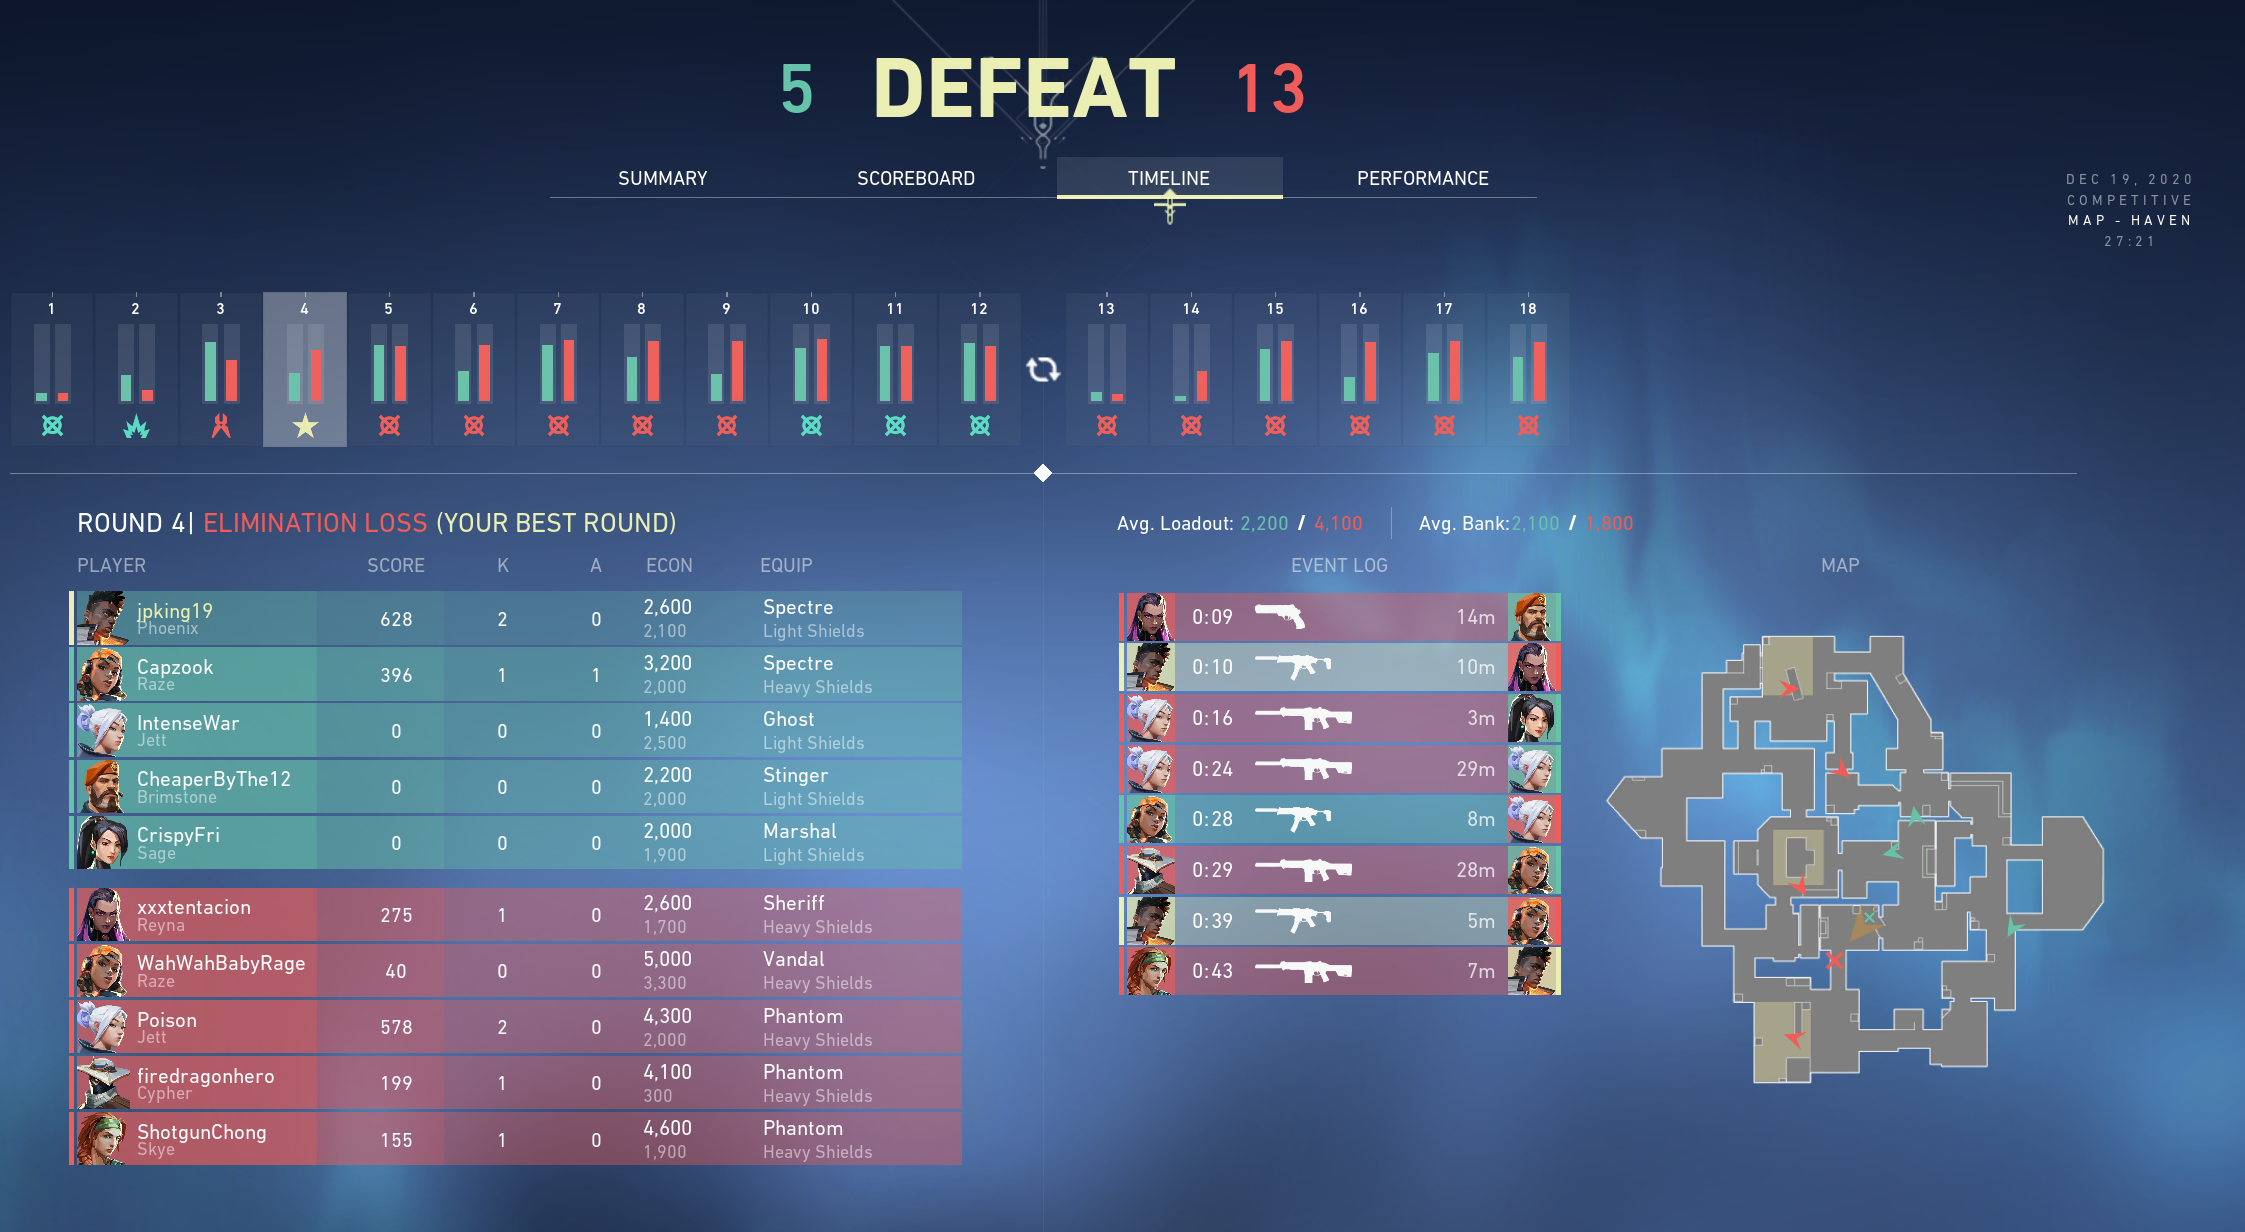 5 DEFEAT 13
SUMMARY SCOREBOARD TIMELINE PERFORMANCE
DEC 19, 2020
COMPETITIVE
MAP - HAVEN
27:21
1 2 3 4 5 6 7 8 9 10 11 12 13 14 15 16 17 18
ROUND 4| ELIMINATION LOSS (YOUR BEST ROUND)
PLAYER SCORE K A ECON EQUIP
jpking19 628 2 0 2,600 Spectre
Phoenix 2,100 Light Shields
Capzook 396 1 1 3,200 Spectre
Raze 2,000 Heavy Shields
IntenseWar 0 0 0 1,400 Ghost
Jett 2,500 Light Shields
CheaperByThe12 0 0 0 2,200 Stinger
Brimstone 2,000 Light Shields
CrispyFri 0 0 0 2,000 Marshal
Sage 1,900 Light Shields
xxxtentacion 275 1 0 2,600 Sheriff
Reyna 1,700 Heavy Shields
WahWahBabyRage 40 0 0 5,000 Vandal
Raze 3,300 Heavy Shields
Poison 578 2 0 4,300 Phantom
Jett 2,000 Heavy Shields
firedragonhero 199 1 0 4,100 Phantom
Cypher 300 Heavy Shields
ShotgunChong 155 1 0 4,600 Phantom
Skye 1,900 Heavy Shields
Avg. Loadout: 2,200 / 4,100 Avg. Bank: 2,100 / 1,800
EVENT LOG
0:09 14m
0:10 10m
0:16 3m
0:24 29m
0:28 8m
0:29 28m
0:39 5m
0:43 7m
MAP